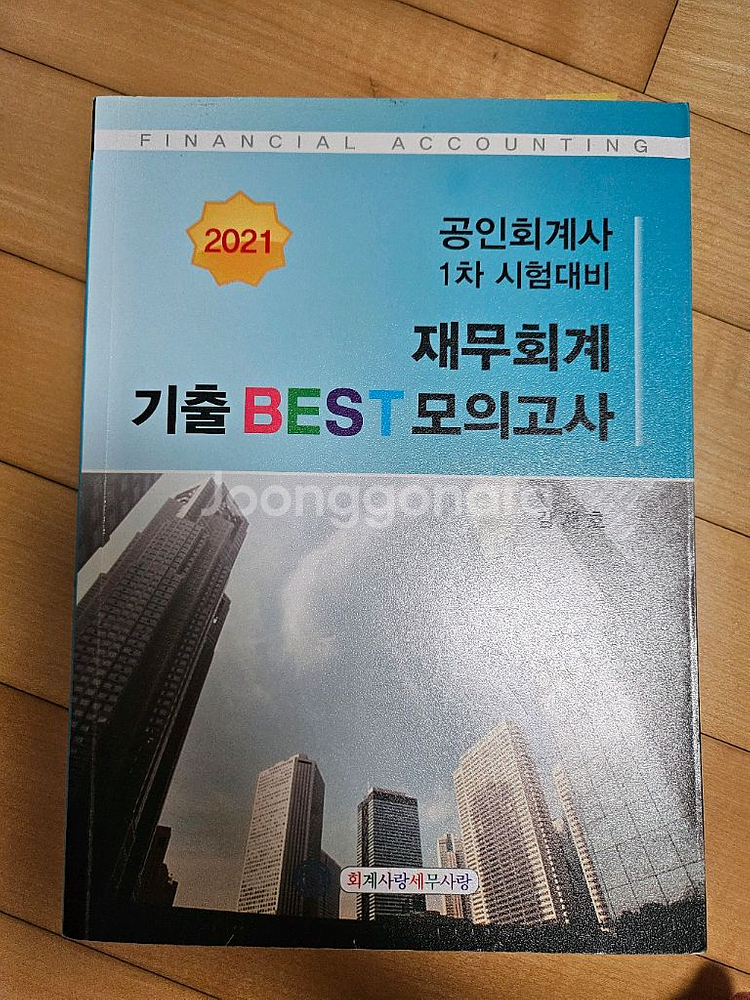 FINANCIAL ACCOUNTING
2021
공인회계사
1차 시험대비
재무회계
기출 BEST 모의고사
Joonggonara
회계사랑세무사랑